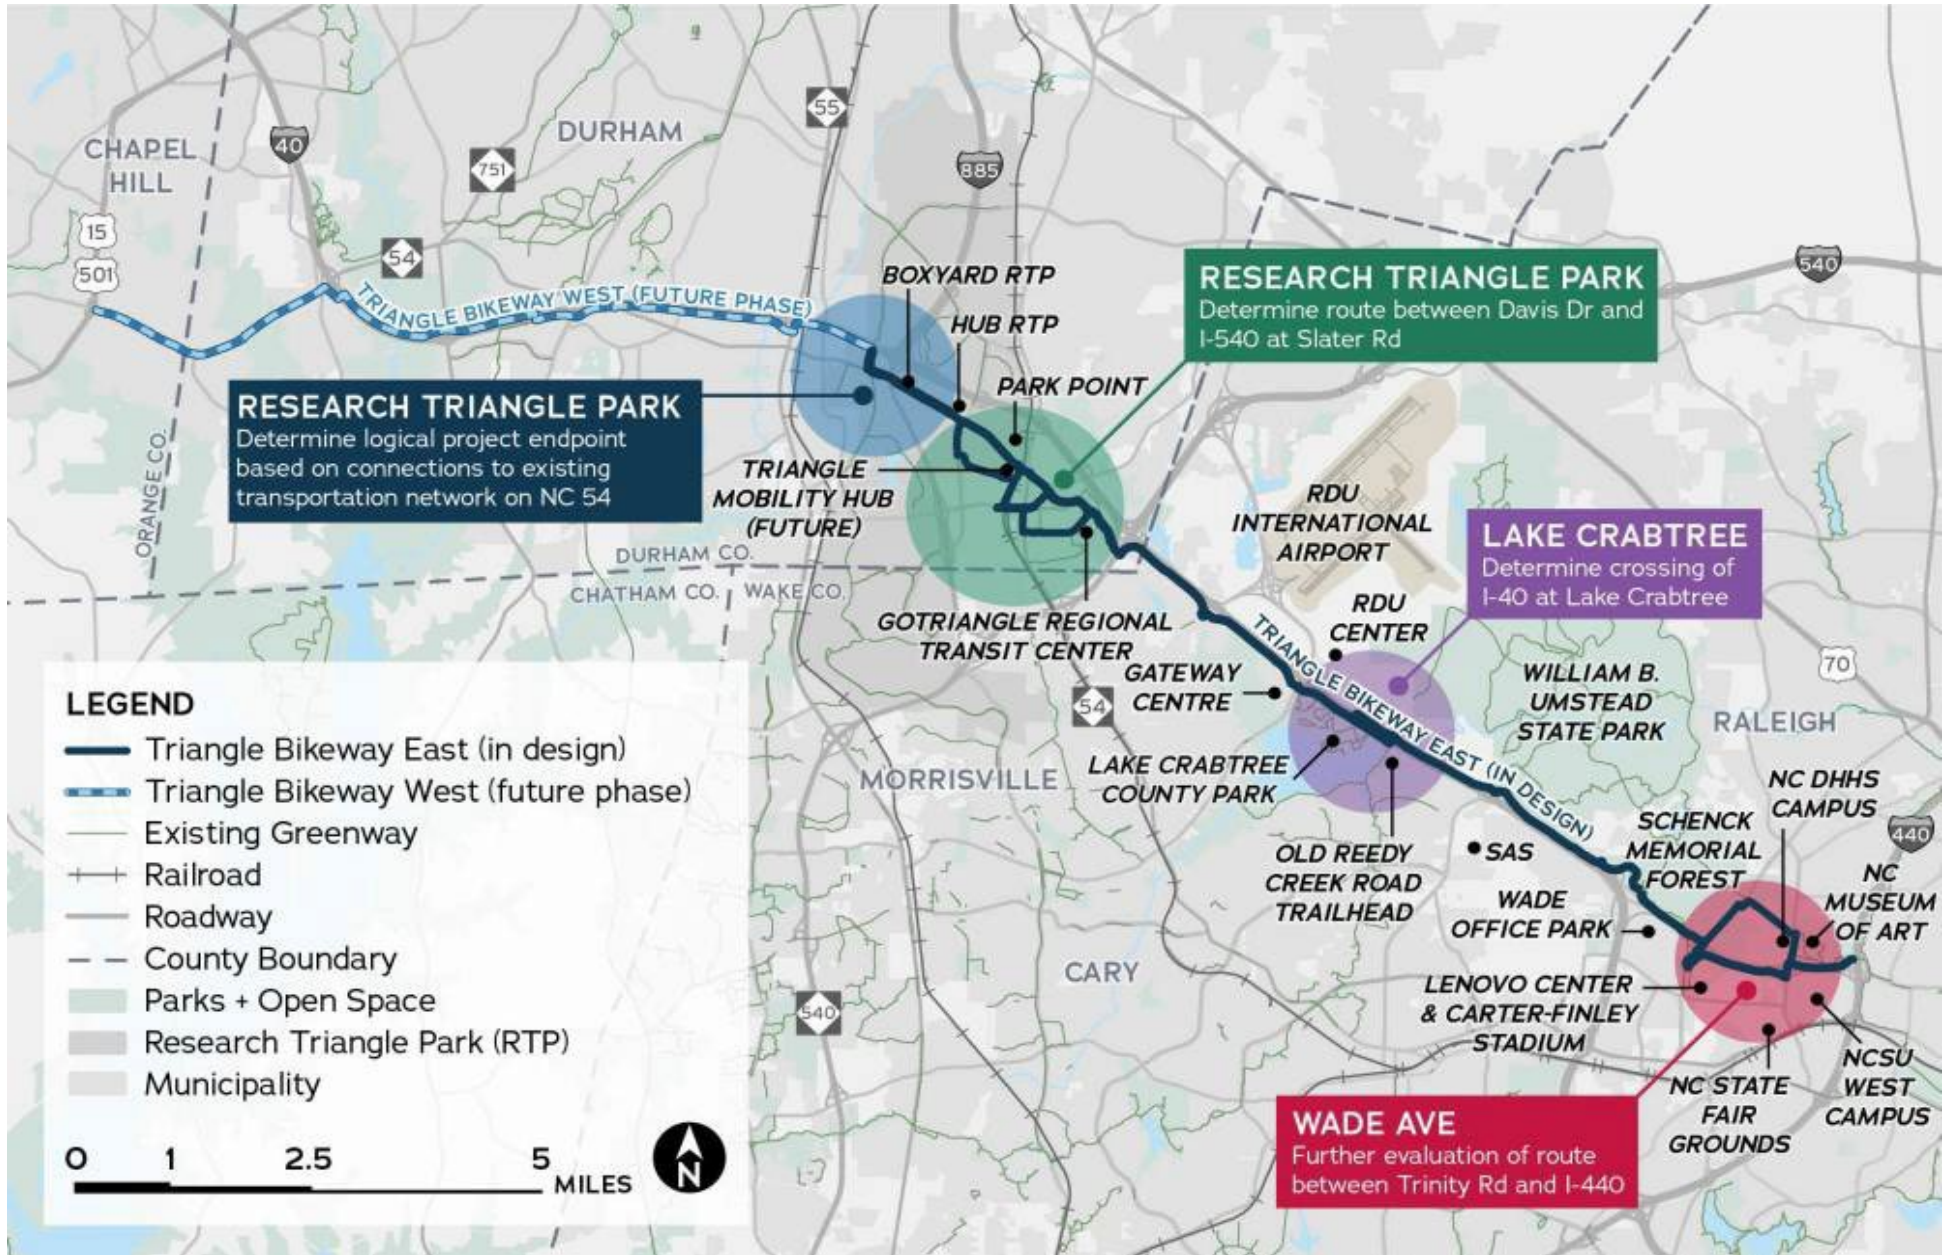 CHAPEL
HILL
DURHAM
40
751
55
885
15
501
54
540
TRIANGLE BIKEWAY WEST (FUTURE PHASE)
BOXYARD RTP
HUB RTP
PARK POINT
RESEARCH TRIANGLE PARK
Determine route between Davis Dr and
I-540 at Slater Rd
RESEARCH TRIANGLE PARK
Determine logical project endpoint
based on connections to existing
transportation network on NC 54
TRIANGLE
MOBILITY HUB
(FUTURE)
ORANGE CO.
DURHAM CO.
CHATHAM CO.
WAKE CO.
RDU
INTERNATIONAL
AIRPORT
LAKE CRABTREE
Determine crossing of
I-40 at Lake Crabtree
GOTRIANGLE REGIONAL
TRANSIT CENTER
RDU
CENTER
GATEWAY
CENTRE
54
TRIANGLE BIKEWAY EAST (IN DESIGN)
WILLIAM B.
UMSTEAD
STATE PARK
70
RALEIGH
MORRISVILLE
LAKE CRABTREE
COUNTY PARK
NC DHHS
CAMPUS
440
OLD REEDY
CREEK ROAD
TRAILHEAD
SAS
SCHENCK
MEMORIAL
FOREST
NC
MUSEUM
OF ART
WADE
OFFICE PARK
CARY
540
LENOVO CENTER
& CARTER-FINLEY
STADIUM
NC STATE
FAIR
GROUNDS
NCSU
WEST
CAMPUS
WADE AVE
Further evaluation of route
between Trinity Rd and I-440
LEGEND
Triangle Bikeway East (in design)
Triangle Bikeway West (future phase)
Existing Greenway
Railroad
Roadway
County Boundary
Parks + Open Space
Research Triangle Park (RTP)
Municipality
0 1 2.5 5
MILES
N